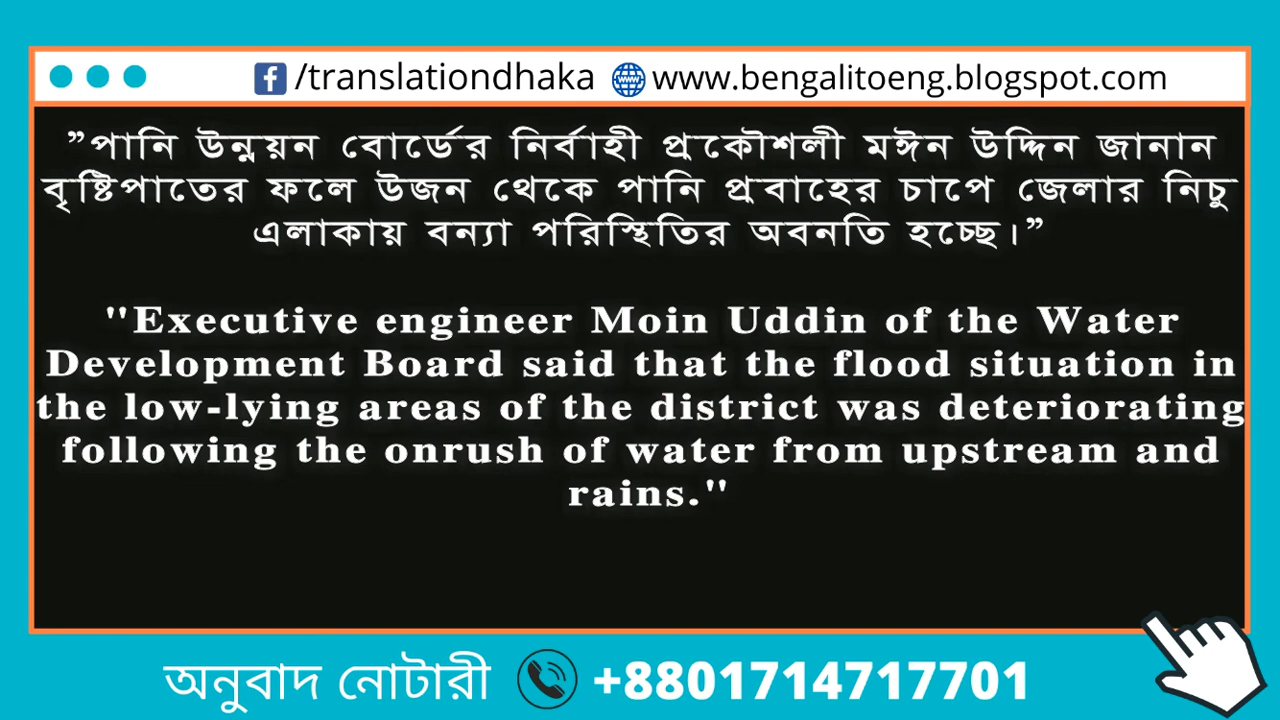 /translationdhaka www.bengalitoeng.blogspot.com
”পানি উন্নয়ন বোর্ডের নির্বাহী প্রকৌশলী মঈন উদ্দিন জানান
বৃষ্টিপাতের ফলে উজন থেকে পানি প্রবাহের চাপে জেলার নিচু
এলাকায় বন্যা পরিস্থিতির অবনতি হচ্ছে।”
"Executive engineer Moin Uddin of the Water
Development Board said that the flood situation in
the low-lying areas of the district was deteriorating
following the onrush of water from upstream and
rains."
অনুবাদ নোটারী +8801714717701